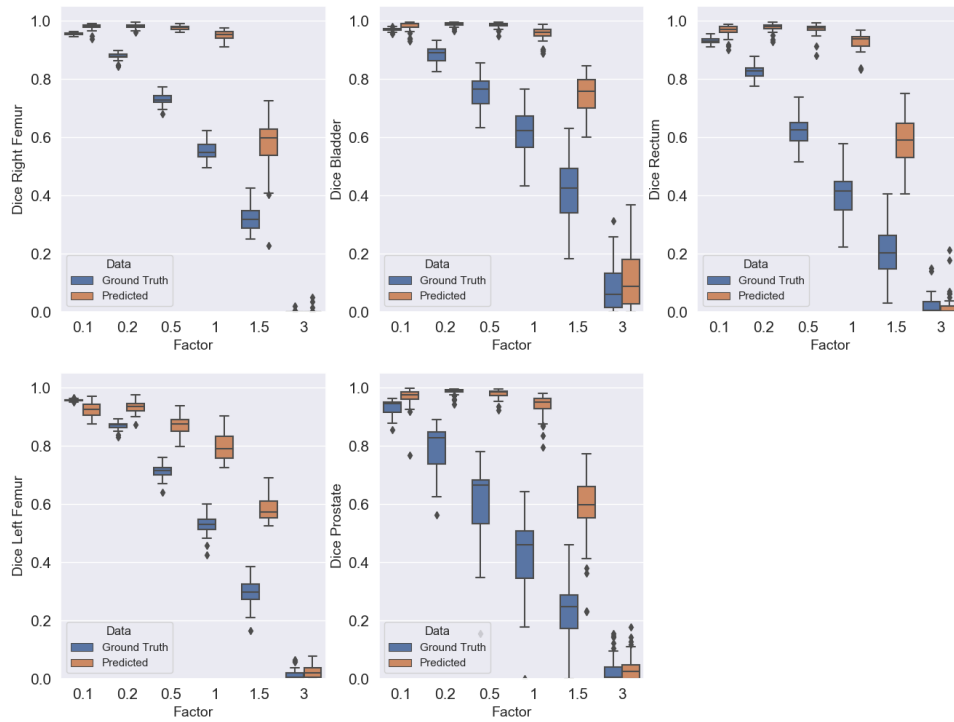 Dice Right Femur
1.0
0.8
0.6
0.4
0.2
0.0
Data
Ground Truth
Predicted
0.1 0.2 0.5 1 1.5 3
Factor
Dice Bladder
1.0
0.8
0.6
0.4
0.2
0.0
Data
Ground Truth
Predicted
0.1 0.2 0.5 1 1.5 3
Factor
Dice Rectum
1.0
0.8
0.6
0.4
0.2
0.0
Data
Ground Truth
Predicted
0.1 0.2 0.5 1 1.5 3
Factor
Dice Left Femur
1.0
0.8
0.6
0.4
0.2
0.0
Data
Ground Truth
Predicted
0.1 0.2 0.5 1 1.5 3
Factor
Dice Prostate
1.0
0.8
0.6
0.4
0.2
0.0
Data
Ground Truth
Predicted
0.1 0.2 0.5 1 1.5 3
Factor